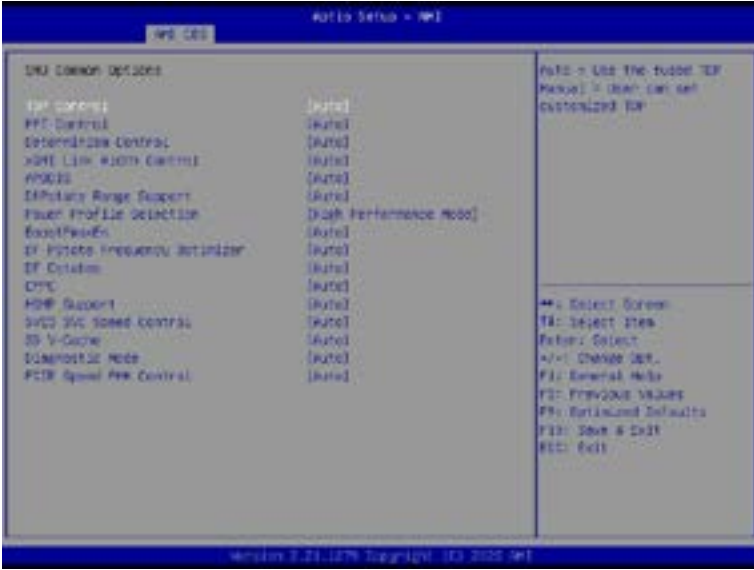 Aptio Setup - AMI
AMD CBS
SMU Common Options
TDP Control [Auto]
PPT Control [Auto]
Determinism Control [Auto]
xGMI Link Width Control [Auto]
APBDIS [Auto]
DfPstate Range Support [Auto]
Power Profile Selection [High Performance Mode]
BoostFmaxEn [Auto]
DF PState Frequency Optimizer [Auto]
DF Cstates [Auto]
CPPC [Auto]
HSMP Support [Auto]
SVI3 SVC Speed Control [Auto]
3D V-Cache [Auto]
Diagnostic Mode [Auto]
PCIE Speed PMM Control [Auto]
Auto = Use the fused TDP
Manual = User can set
customized TDP
: Select Screen
: Select Item
Enter: Select
+/-: Change Opt.
F1: General Help
F2: Previous Values
F9: Optimized Defaults
F10: Save & Exit
ESC: Exit
Version Copyright (C) 2025 AMI